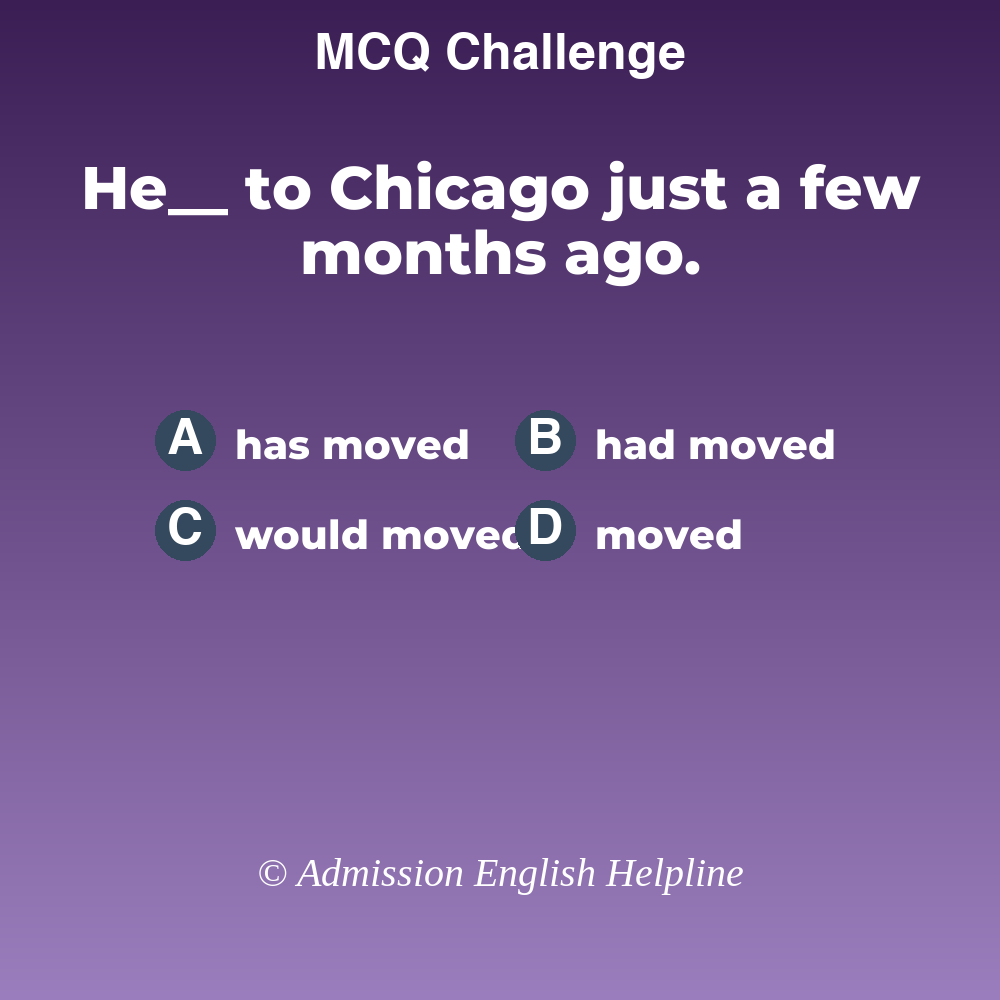 MCQ Challenge
He__ to Chicago just a few
months ago.
A has moved B had moved
C would moved D moved
© Admission English Helpline